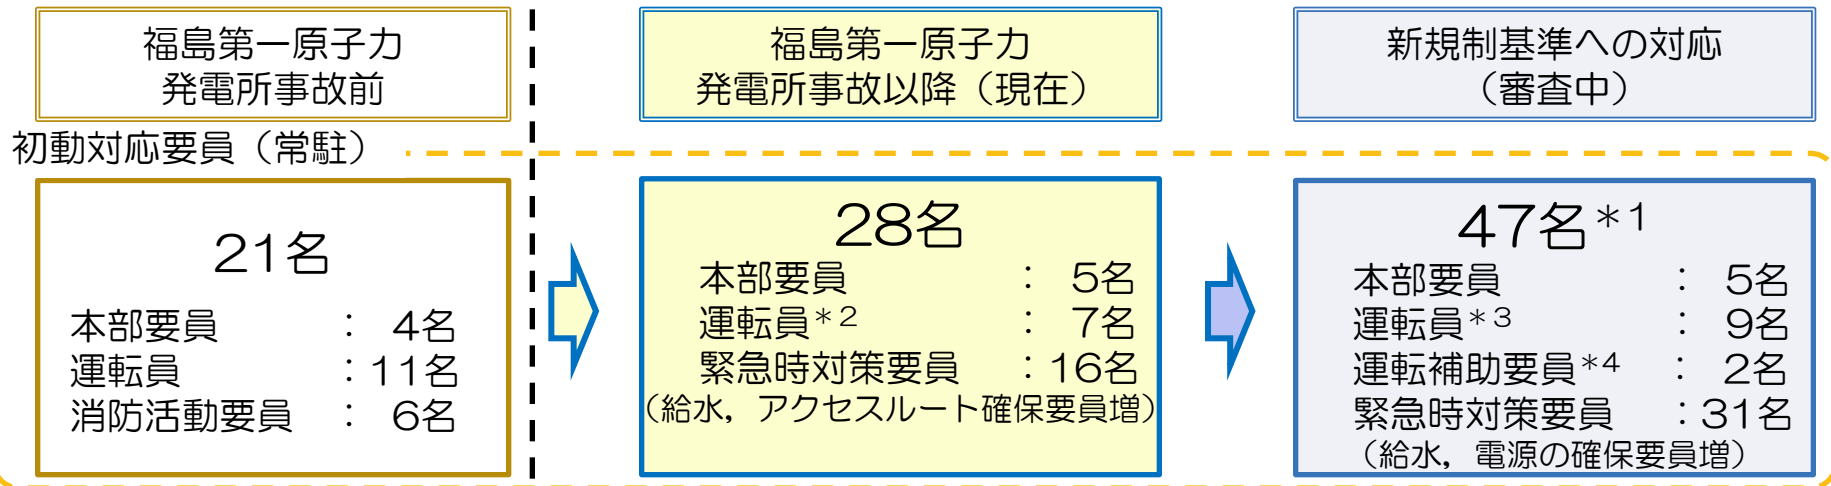 福島第一原子力
発電所事故前
福島第一原子力
発電所事故以降（現在）
新規制基準への対応
（審査中）
初動対応要員（常駐）
21名
本部要員　：　4名
運転員　：11名
消防活動要員　：　6名
28名
本部要員　：　5名
運転員＊2　：　7名
緊急時対策要員　：16名
（給水，アクセスルート確保要員増）
47名＊1
本部要員　：　5名
運転員＊3　：　9名
運転補助要員＊4　：　2名
緊急時対策要員　：31名
（給水，電源の確保要員増）